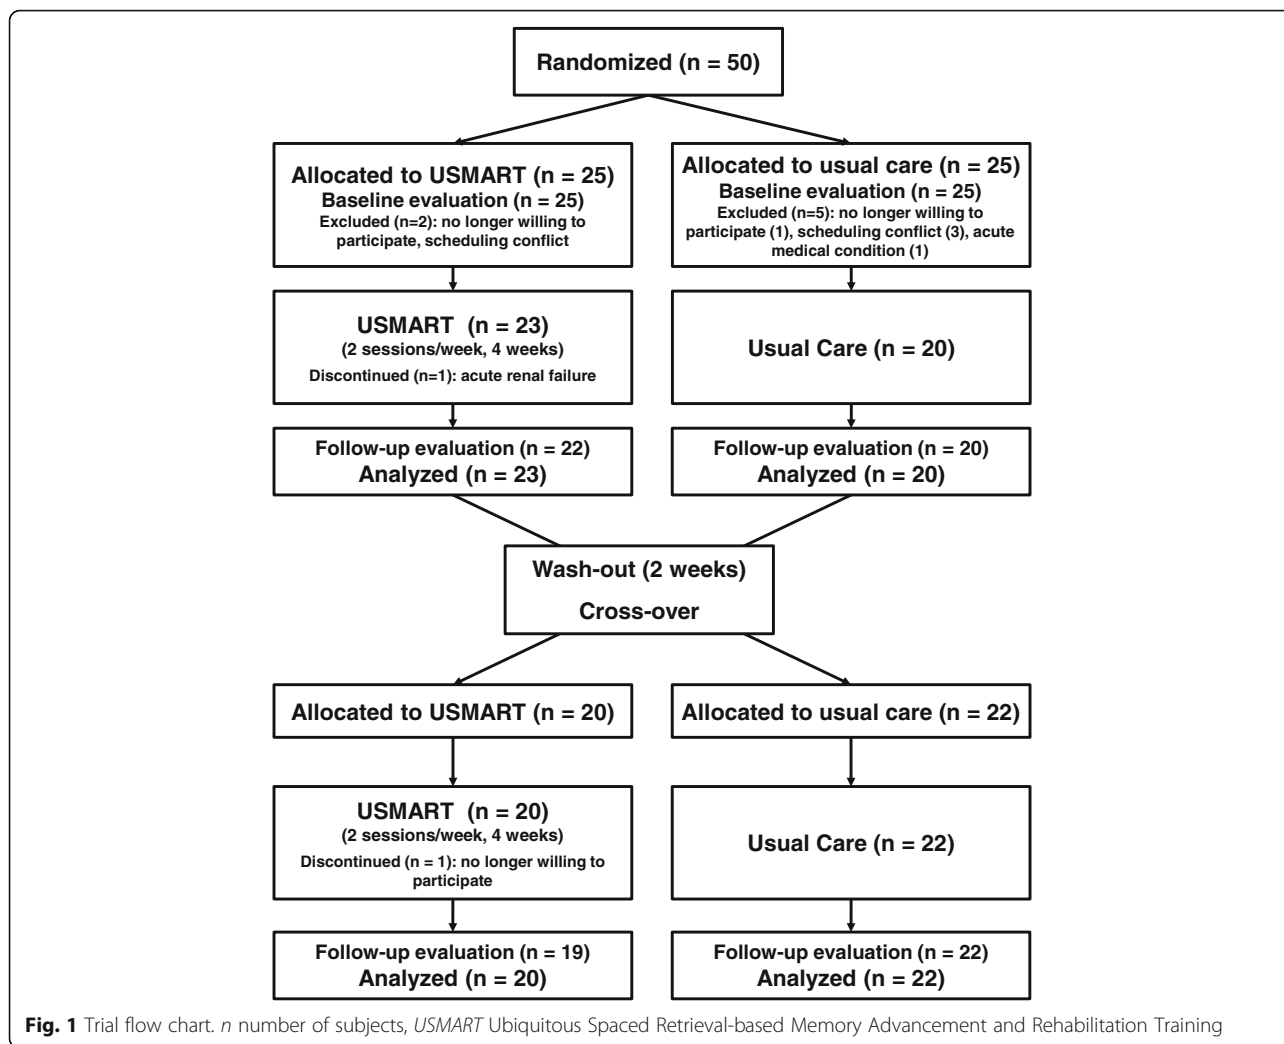 Randomized (n = 50)
Allocated to USMART (n = 25)
Baseline evaluation (n = 25)
Excluded (n=2): no longer willing to
participate, scheduling conflict
Allocated to usual care (n = 25)
Baseline evaluation (n = 25)
Excluded (n=5): no longer willing to
participate (1), scheduling conflict (3), acute
medical condition (1)
USMART (n = 23)
(2 sessions/week, 4 weeks)
Discontinued (n=1): acute renal failure
Usual Care (n = 20)
Follow-up evaluation (n = 22)
Analyzed (n = 23)
Follow-up evaluation (n = 20)
Analyzed (n = 20)
Wash-out (2 weeks)
Cross-over
Allocated to USMART (n = 20)
Allocated to usual care (n = 22)
USMART (n = 20)
(2 sessions/week, 4 weeks)
Discontinued (n = 1): no longer willing to
participate
Usual Care (n = 22)
Follow-up evaluation (n = 19)
Analyzed (n = 20)
Follow-up evaluation (n = 22)
Analyzed (n = 22)
Fig. 1 Trial flow chart. n number of subjects, USMART Ubiquitous Spaced Retrieval-based Memory Advancement and Rehabilitation Training